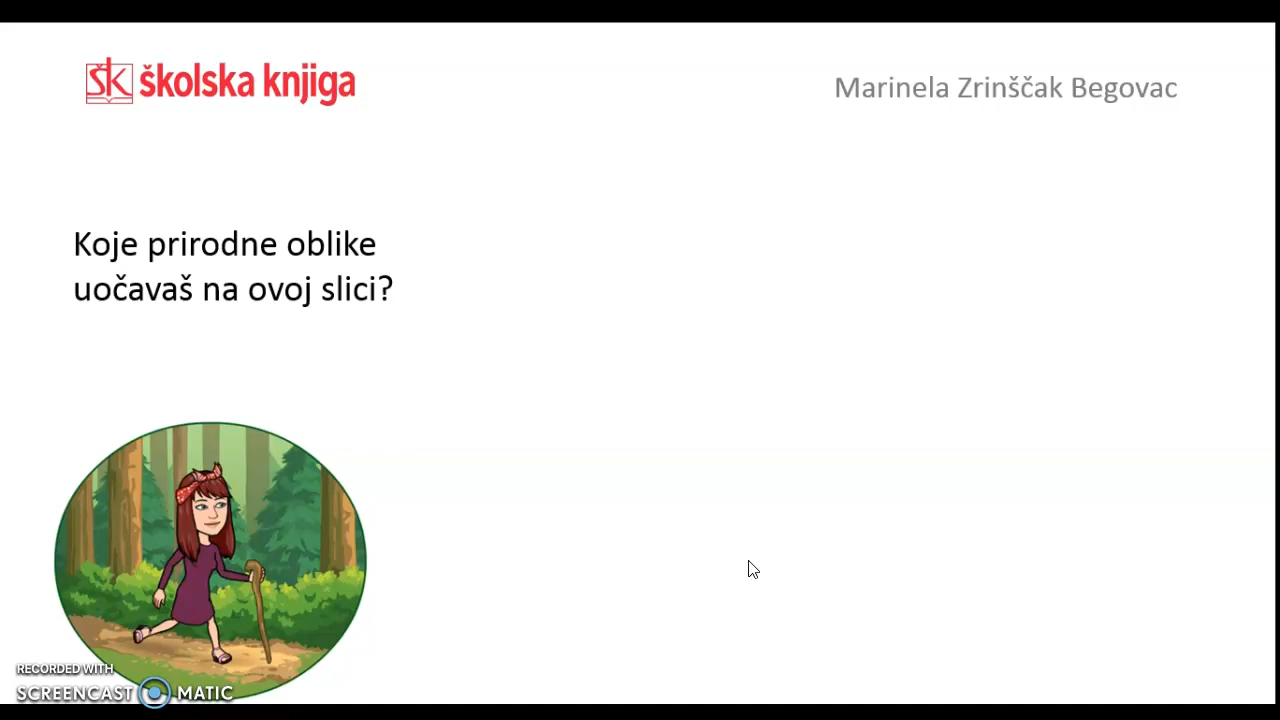 ŠK školska knjiga
Marinela Zrinščak Begovac
Koje prirodne oblike
uočavaš na ovoj slici?
RECORDED WITH
SCREENCAST MATIC